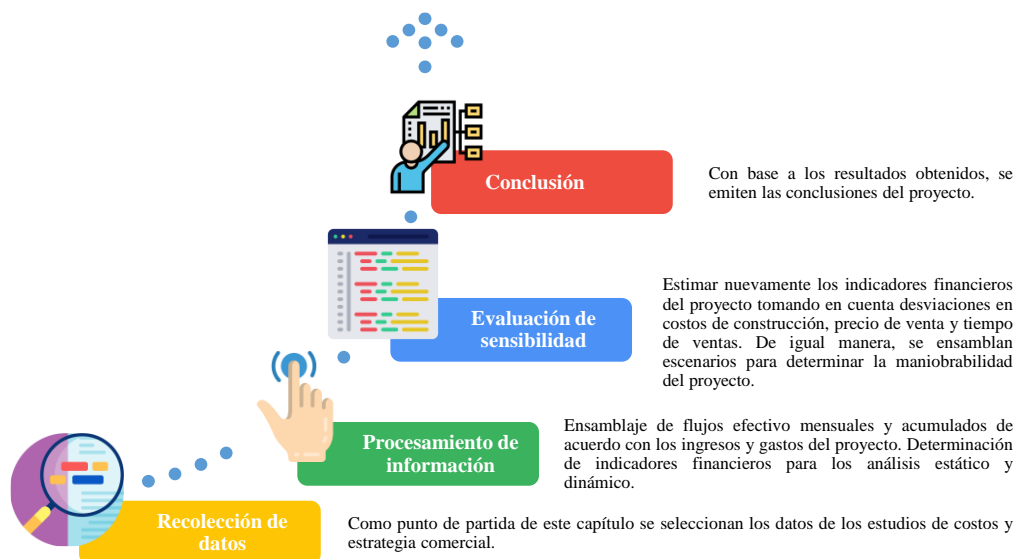 Conclusión
Con base a los resultados obtenidos, se
emiten las conclusiones del proyecto.
Evaluación de
sensibilidad
Estimar nuevamente los indicadores financieros
del proyecto tomando en cuenta desviaciones en
costos de construcción, precio de venta y tiempo
de ventas. De igual manera, se ensamblan
escenarios para determinar la maniobrabilidad
del proyecto.
Procesamiento de
información
Ensamblaje de flujos efectivo mensuales y acumulados de
acuerdo con los ingresos y gastos del proyecto. Determinación
de indicadores financieros para los análisis estático y
dinámico.
Recolección de
datos
Como punto de partida de este capítulo se seleccionan los datos de los estudios de costos y
estrategia comercial.